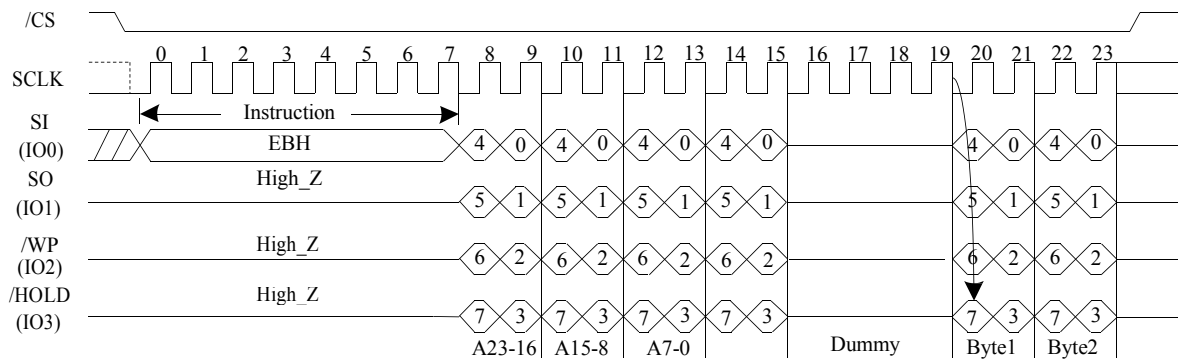 /CS
0 1 2 3 4 5 6 7 8 9 10 11 12 13 14 15 16 17 18 19 20 21 22 23
SCLK
Instruction
SI
(IO0)
EBH
4 0 4 0 4 0 4 0 4 0 4 0
SO
(IO1)
High_Z
5 1 5 1 5 1 5 1 5 1 5 1
/WP
(IO2)
High_Z
6 2 6 2 6 2 6 2 6 2 6 2
/HOLD
(IO3)
High_Z
7 3 7 3 7 3 7 3 7 3 7 3
A23-16 A15-8 A7-0 Dummy Byte1 Byte2